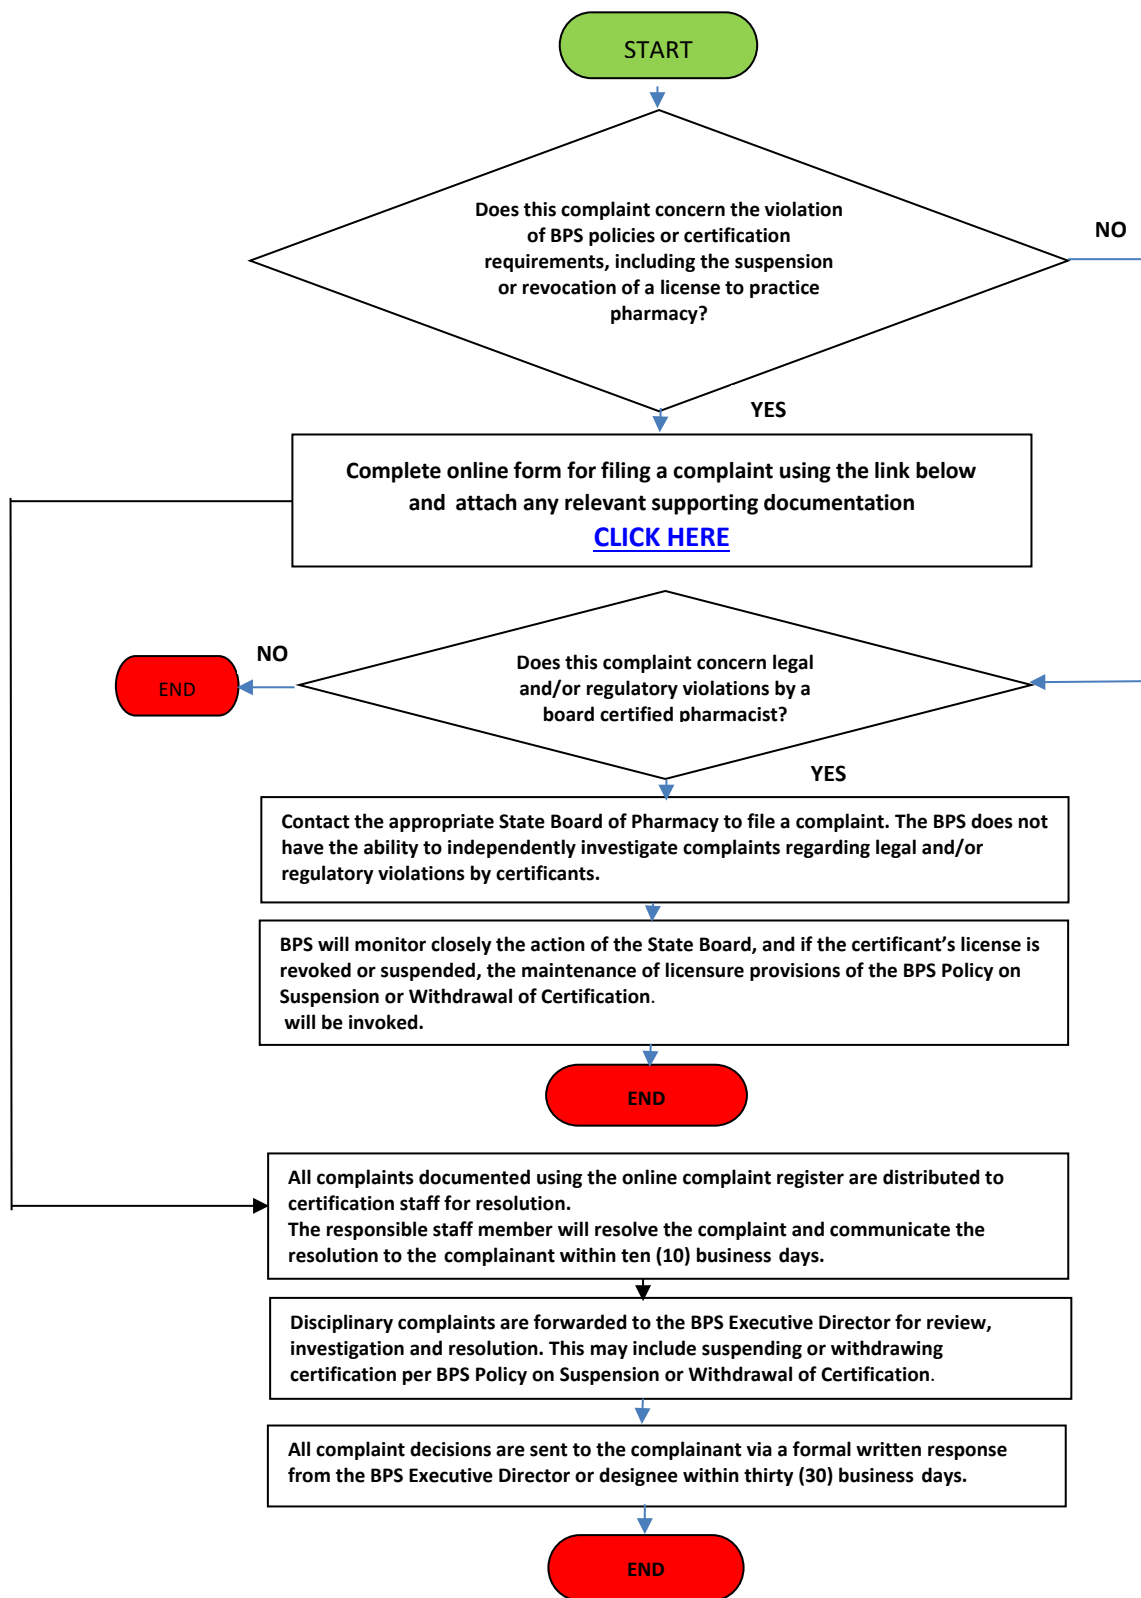 START
Does this complaint concern the violation
of BPS policies or certification
requirements, including the suspension
or revocation of a license to practice
pharmacy?
NO
YES
Complete online form for filing a complaint using the link below
and attach any relevant supporting documentation
CLICK HERE
NO
END
Does this complaint concern legal
and/or regulatory violations by a
board certified pharmacist?
YES
Contact the appropriate State Board of Pharmacy to file a complaint. The BPS does not
have the ability to independently investigate complaints regarding legal and/or
regulatory violations by certificants.
BPS will monitor closely the action of the State Board, and if the certificant’s license is
revoked or suspended, the maintenance of licensure provisions of the BPS Policy on
Suspension or Withdrawal of Certification.
will be invoked.
END
All complaints documented using the online complaint register are distributed to
certification staff for resolution.
The responsible staff member will resolve the complaint and communicate the
resolution to the complainant within ten (10) business days.
Disciplinary complaints are forwarded to the BPS Executive Director for review,
investigation and resolution. This may include suspending or withdrawing
certification per BPS Policy on Suspension or Withdrawal of Certification.
All complaint decisions are sent to the complainant via a formal written response
from the BPS Executive Director or designee within thirty (30) business days.
END